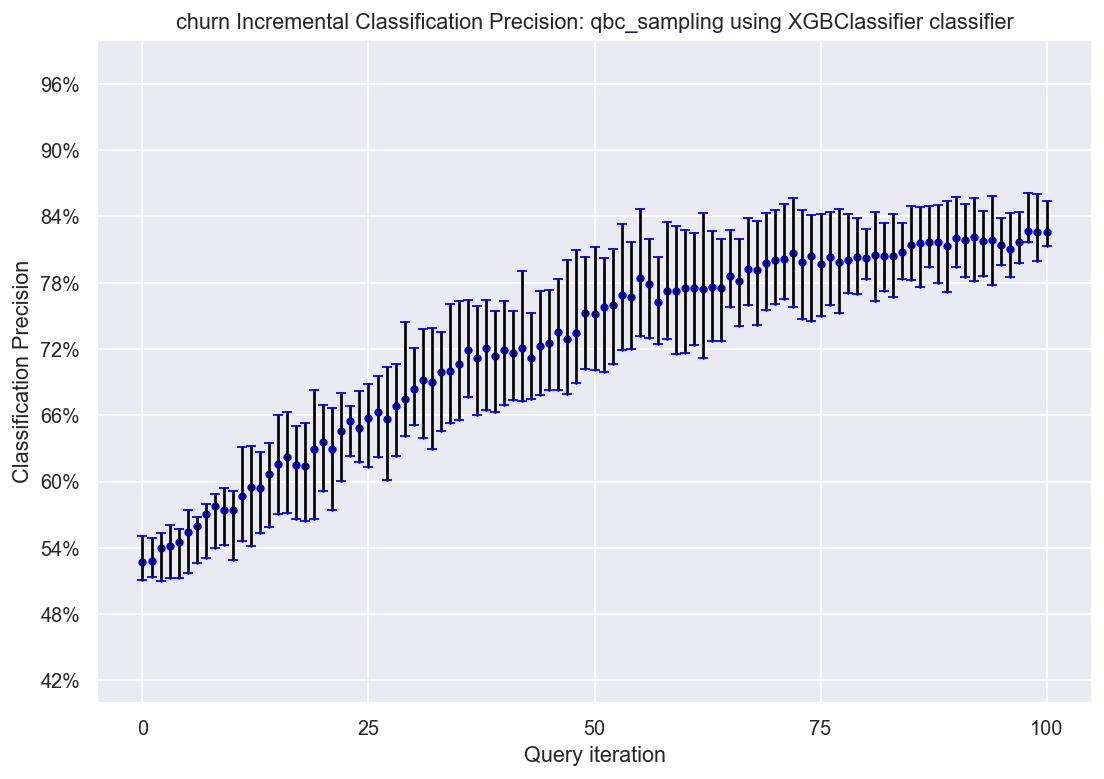 churn Incremental Classification Precision: qbc_sampling using XGBClassifier classifier
96%
90%
84%
78%
72%
66%
60%
54%
48%
42%
Classification Precision
0 25 50 75 100
Query iteration